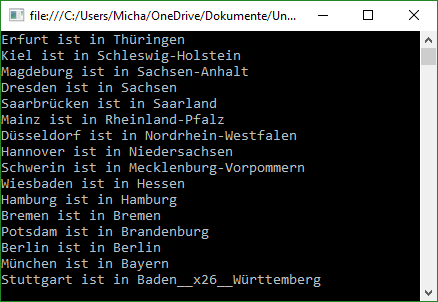 file:///C:/Users/Micha/OneDrive/Dokumente/Un...
Erfurt ist in Thüringen
Kiel ist in Schleswig-Holstein
Magdeburg ist in Sachsen-Anhalt
Dresden ist in Sachsen
Saarbrücken ist in Saarland
Mainz ist in Rheinland-Pfalz
Düsseldorf ist in Nordrhein-Westfalen
Hannover ist in Niedersachsen
Schwerin ist in Mecklenburg-Vorpommern
Wiesbaden ist in Hessen
Hamburg ist in Hamburg
Bremen ist in Bremen
Potsdam ist in Brandenburg
Berlin ist in Berlin
München ist in Bayern
Stuttgart ist in Baden__x26__Württemberg